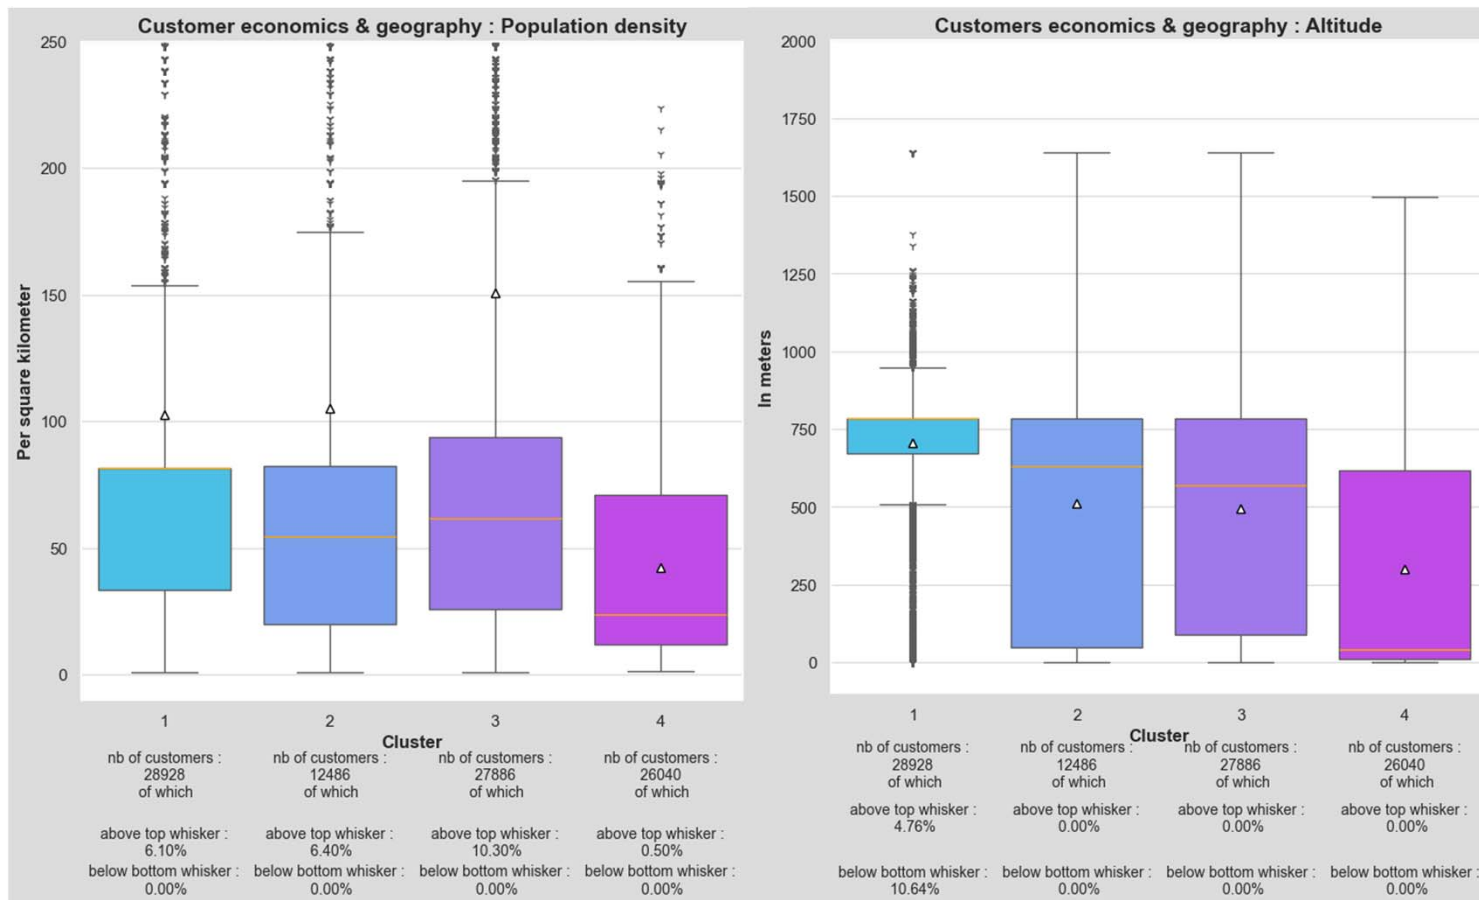 Customer economics & geography : Population density
250
200
150
100
50
0
Per square kilometer
1 2 3 4
Cluster
nb of customers : nb of customers : nb of customers : nb of customers :
28928 12486 27886 26040
of which of which of which of which
above top whisker : above top whisker : above top whisker : above top whisker :
6.10% 6.40% 10.30% 0.50%
below bottom whisker : below bottom whisker : below bottom whisker : below bottom whisker :
0.00% 0.00% 0.00% 0.00%
Customers economics & geography : Altitude
2000
1750
1500
1250
1000
750
500
250
0
In meters
1 2 3 4
Cluster
nb of customers : nb of customers : nb of customers : nb of customers :
28928 12486 27886 26040
of which of which of which of which
above top whisker : above top whisker : above top whisker : above top whisker :
4.76% 0.00% 0.00% 0.00%
below bottom whisker : below bottom whisker : below bottom whisker : below bottom whisker :
10.64% 0.00% 0.00% 0.00%